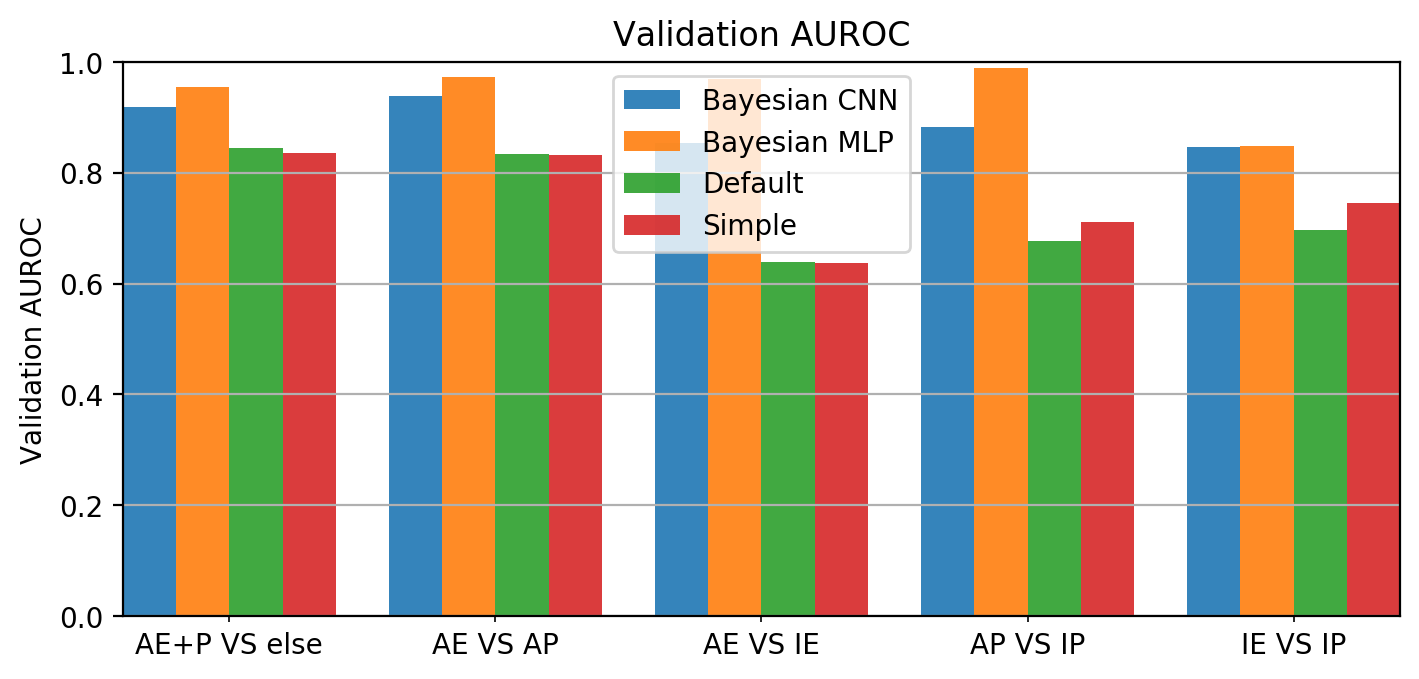 Validation AUROC
1.0
0.8
0.6
0.4
0.2
0.0
Validation AUROC
Bayesian CNN
Bayesian MLP
Default
Simple
AE+P VS else
AE VS AP
AE VS IE
AP VS IP
IE VS IP